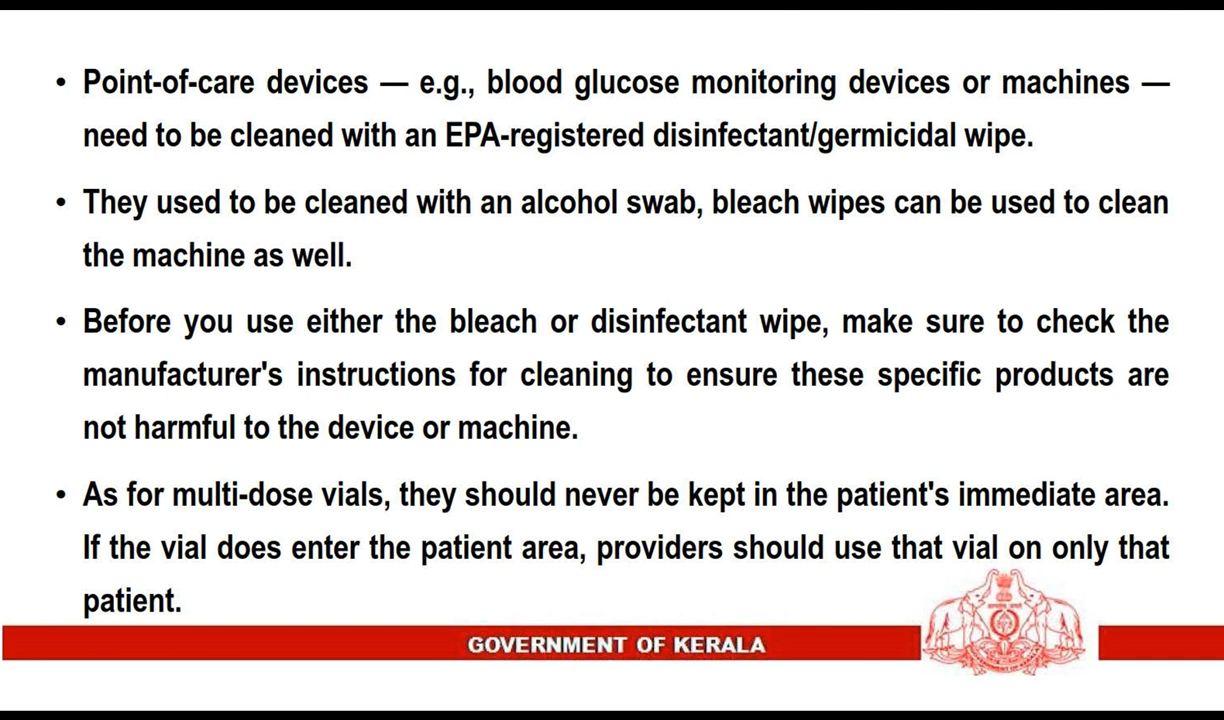 • Point-of-care devices — e.g., blood glucose monitoring devices or machines —
need to be cleaned with an EPA-registered disinfectant/germicidal wipe.
• They used to be cleaned with an alcohol swab, bleach wipes can be used to clean
the machine as well.
• Before you use either the bleach or disinfectant wipe, make sure to check the
manufacturer's instructions for cleaning to ensure these specific products are
not harmful to the device or machine.
• As for multi-dose vials, they should never be kept in the patient's immediate area.
If the vial does enter the patient area, providers should use that vial on only that
patient.
GOVERNMENT OF KERALA